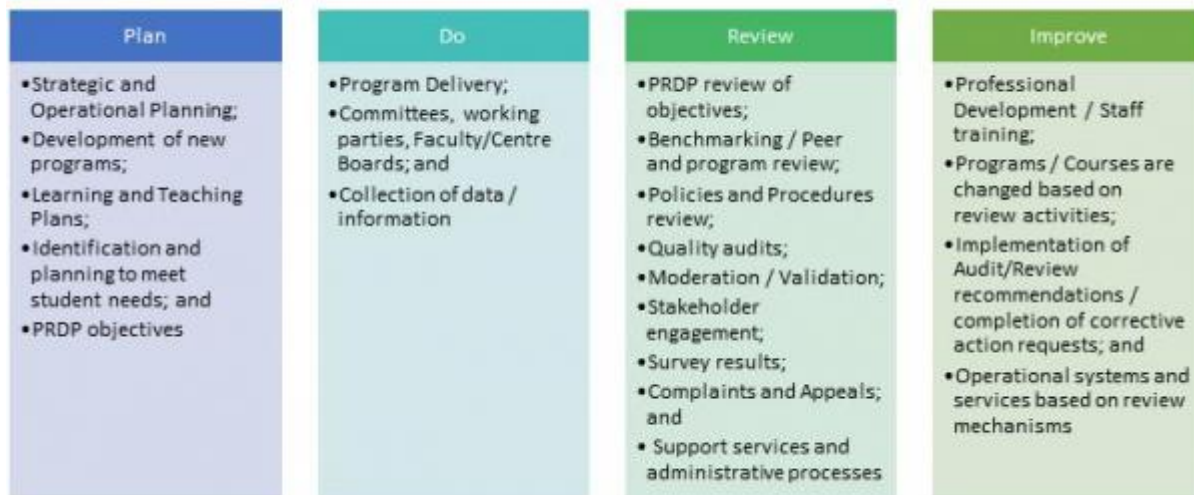 Plan
•Strategic and
Operational Planning;
•Development of new
programs;
•Learning and Teaching
Plans;
•Identification and
planning to meet
student needs; and
•PRDP objectives
Do
•Program Delivery;
•Committees, working
parties, Faculty/Centre
Boards; and
•Collection of data /
information
Review
•PRDP review of
objectives;
•Benchmarking / Peer
and program review;
•Policies and Procedures
review;
•Quality audits;
•Moderation / Validation;
•Stakeholder
engagement;
•Survey results;
•Complaints and Appeals;
and
• Support services and
administrative processes
Improve
•Professional
Development / Staff
training;
•Programs / Courses are
changed based on
review activities;
•Implementation of
Audit/Review
recommendations /
completion of corrective
action requests; and
•Operational systems and
services based on review
mechanisms